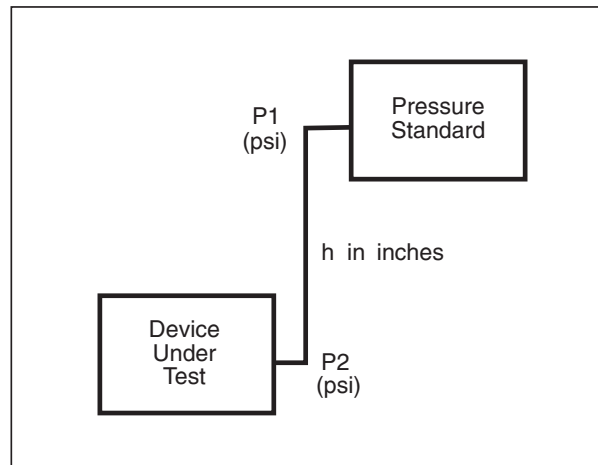 Pressure
Standard
P1
(psi)
h in inches
Device
Under
Test
P2
(psi)